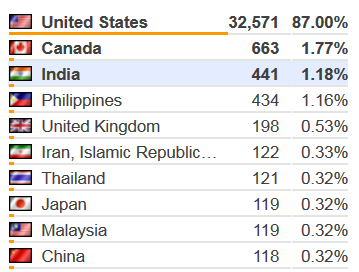 United States 32,571 87.00%
Canada 663 1.77%
India 441 1.18%
Philippines 434 1.16%
United Kingdom 198 0.53%
Iran, Islamic Republic... 122 0.33%
Thailand 121 0.32%
Japan 119 0.32%
Malaysia 119 0.32%
China 118 0.32%